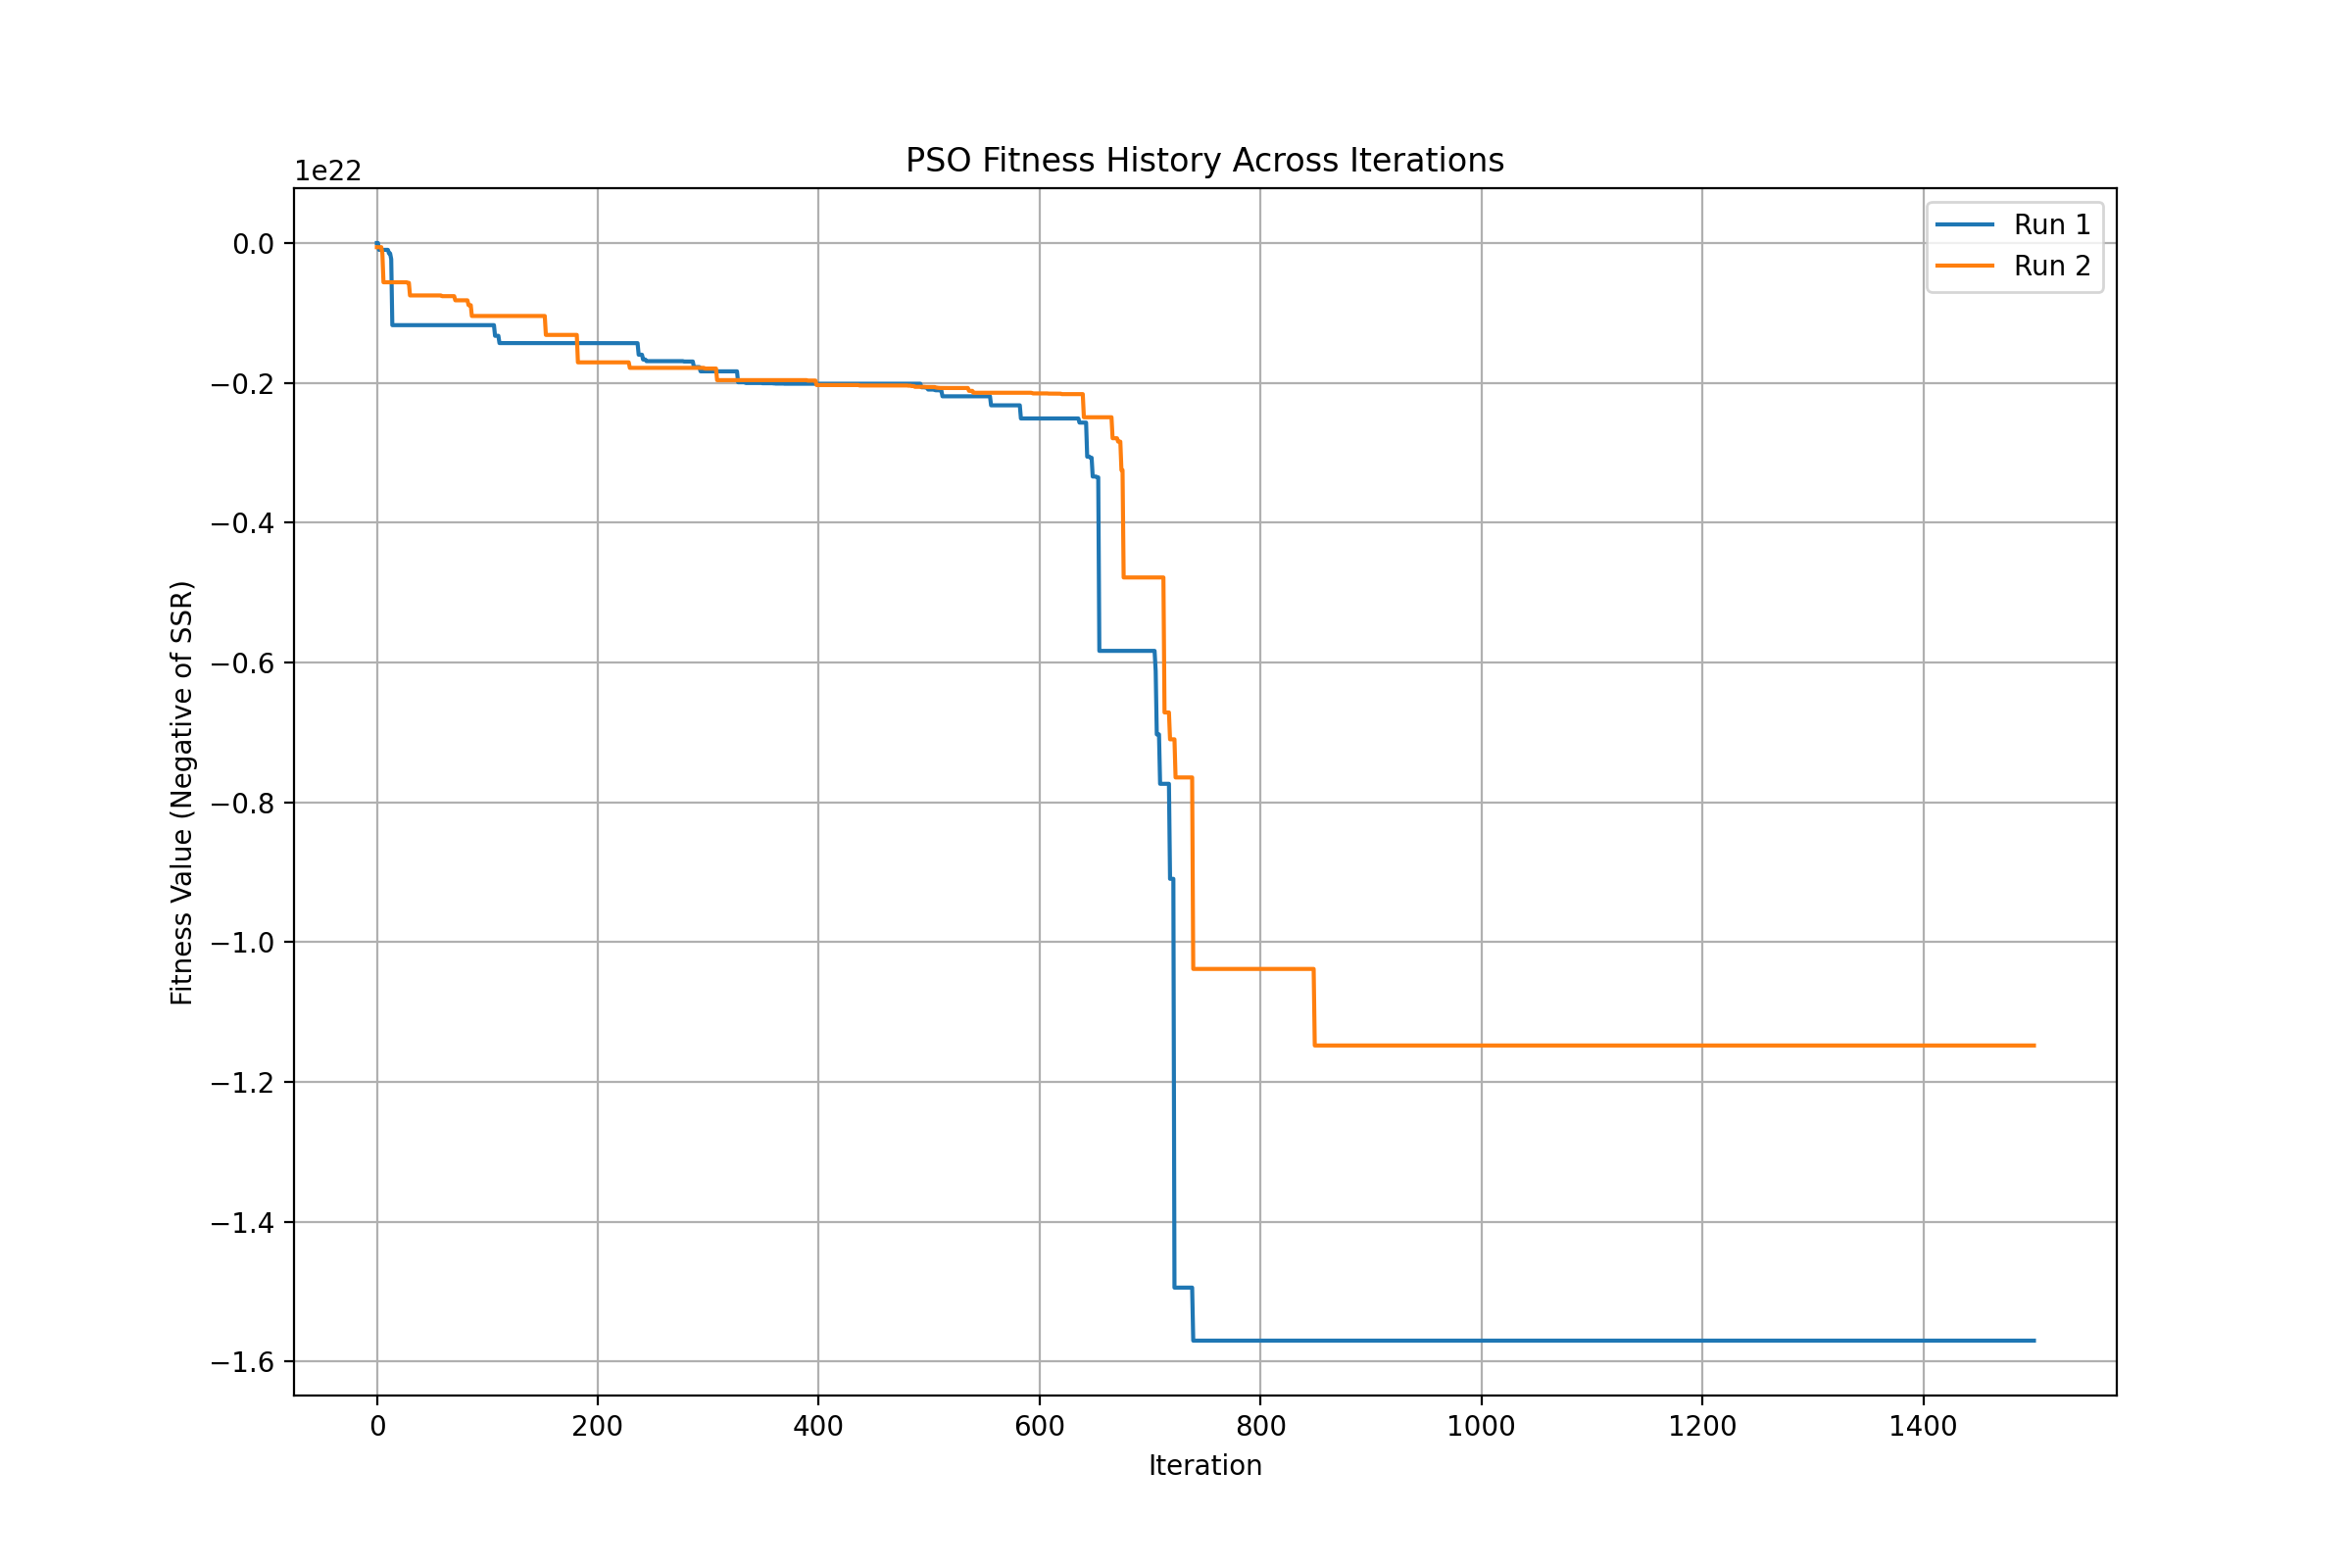 PSO Fitness History Across Iterations
1e22
Run 1
Run 2
0.0
−0.2
−0.4
−0.6
−0.8
−1.0
−1.2
−1.4
−1.6
Fitness Value (Negative of SSR)
0 200 400 600 800 1000 1200 1400
Iteration